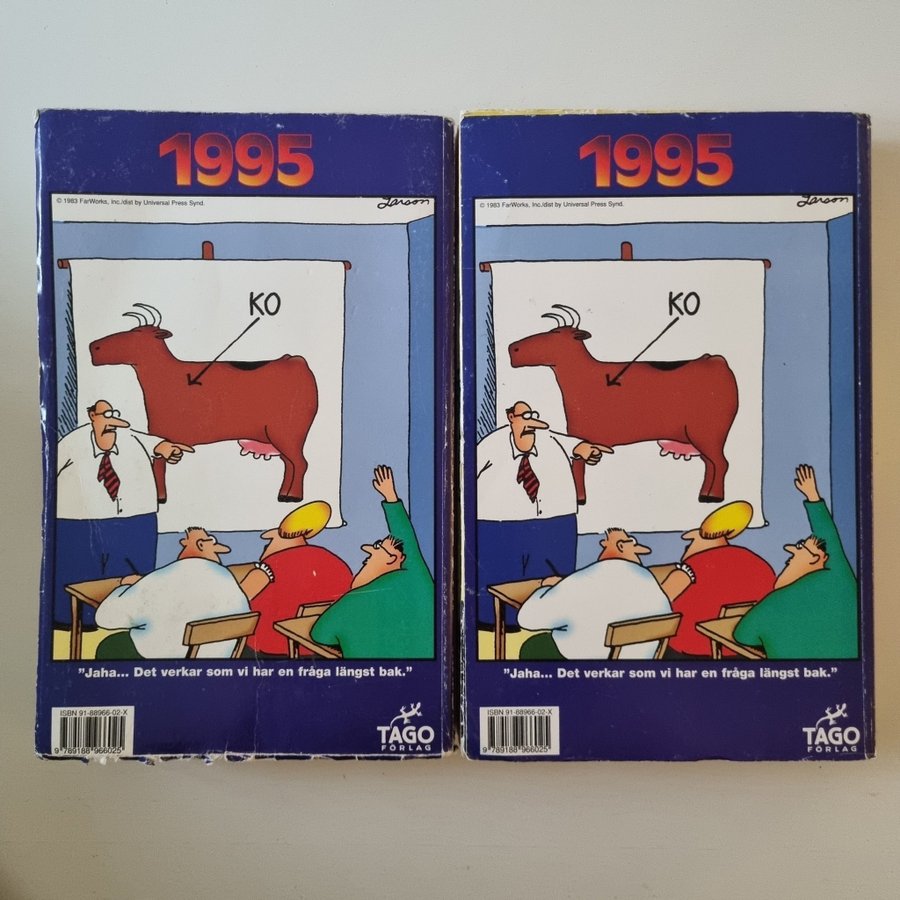 1995
© 1983 FarWorks, Inc./dist by Universal Press Synd.
Larson
KO
"Jaha... Det verkar som vi har en fråga längst bak."
ISBN 91-88966-02-X
9 789188 966025
TAGO
FÖRLAG
1995
© 1983 FarWorks, Inc./dist by Universal Press Synd.
Larson
KO
"Jaha... Det verkar som vi har en fråga längst bak."
ISBN 91-88966-02-X
9 789188 966025
TAGO
FÖRLAG